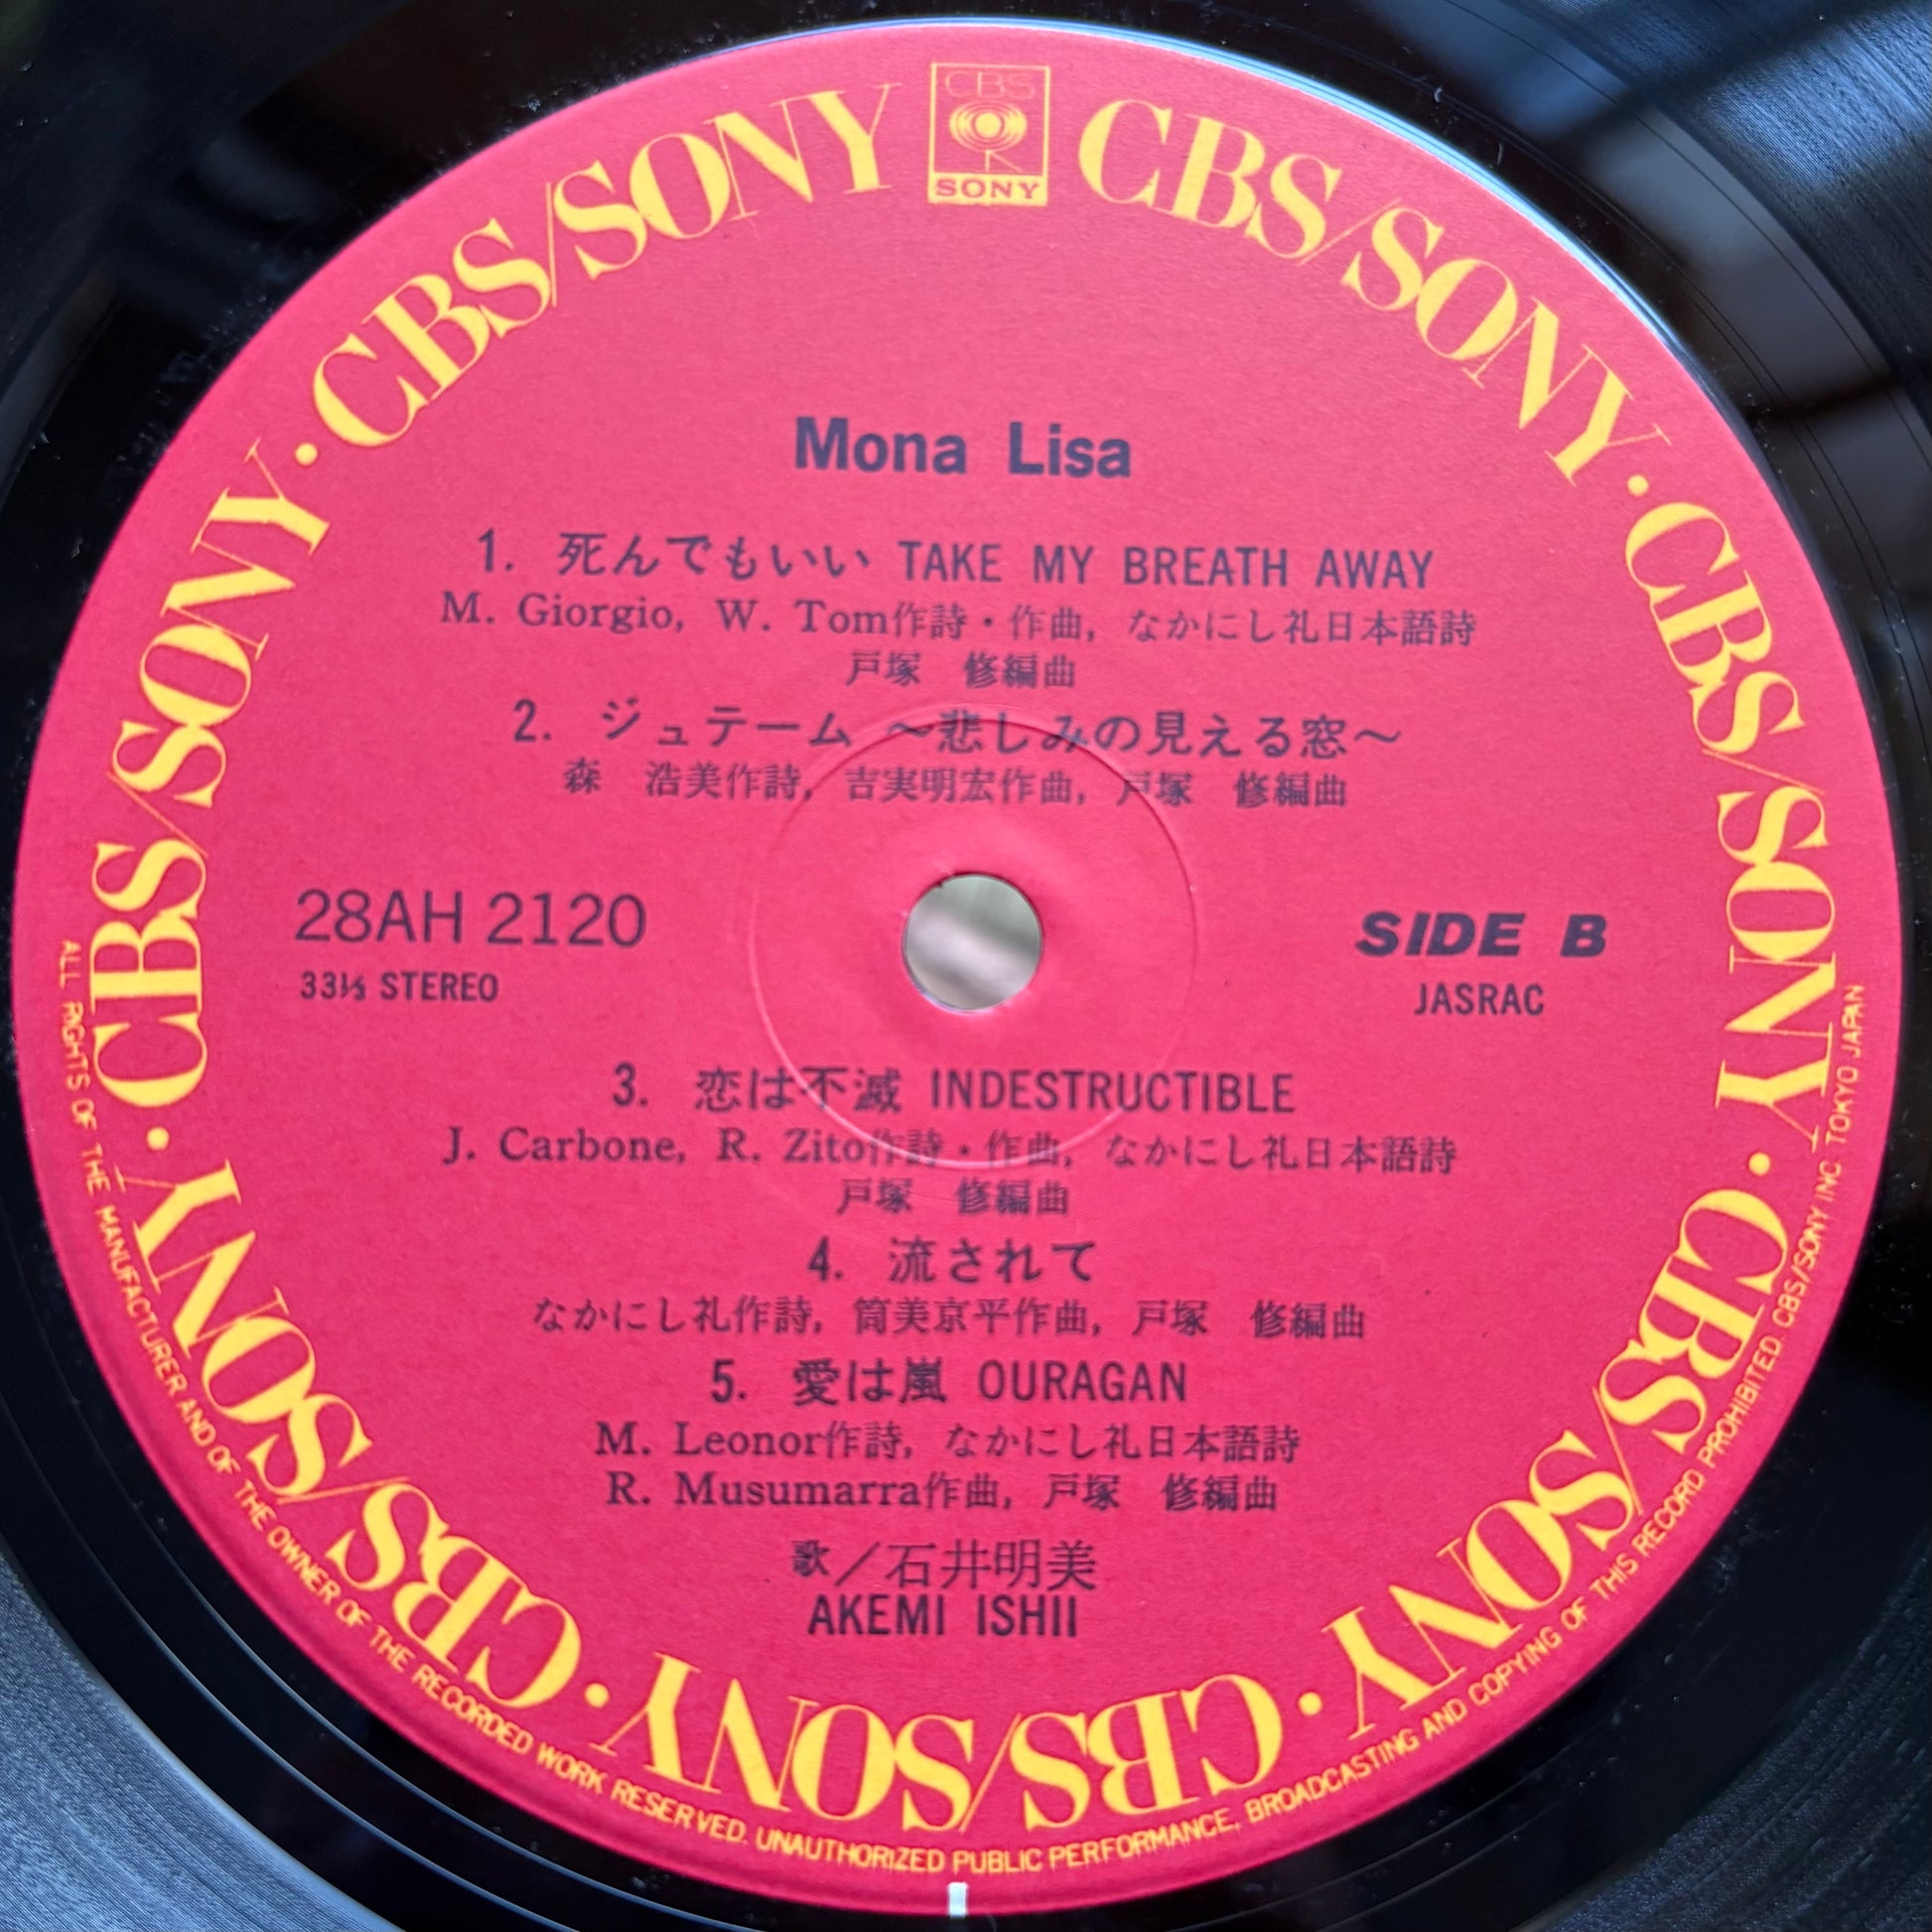 CBS
SONY
CBS/SONY · CBS/SONY · CBS/SONY · CBS/SONY · CBS/SONY · CBS/SONY · CBS/SONY · CBS/SONY
Mona Lisa
1. 死んでもいい TAKE MY BREATH AWAY
M. Giorgio, W. Tom作詩・作曲, なかにし礼日本語詩
戸塚 修編曲
2. ジュテーム ～悲しみの見える窓～
森 浩美作詩, 吉実明宏作曲, 戸塚 修編曲
28AH 2120
33⅓ STEREO
SIDE B
JASRAC
3. 恋は不滅 INDESTRUCTIBLE
J. Carbone, R. Zito作詩・作曲, なかにし礼日本語詩
戸塚 修編曲
4. 流されて
なかにし礼作詩, 筒美京平作曲, 戸塚 修編曲
5. 愛は嵐 OURAGAN
M. Leonor作詩, なかにし礼日本語詩
R. Musumarra作曲, 戸塚 修編曲
歌／石井明美
AKEMI ISHII
ALL RIGHTS OF THE MANUFACTURER AND OF THE OWNER OF THE RECORDED WORK RESERVED. UNAUTHORIZED PUBLIC PERFORMANCE, BROADCASTING AND COPYING OF THIS RECORD PROHIBITED. CBS/SONY INC. TOKYO JAPAN